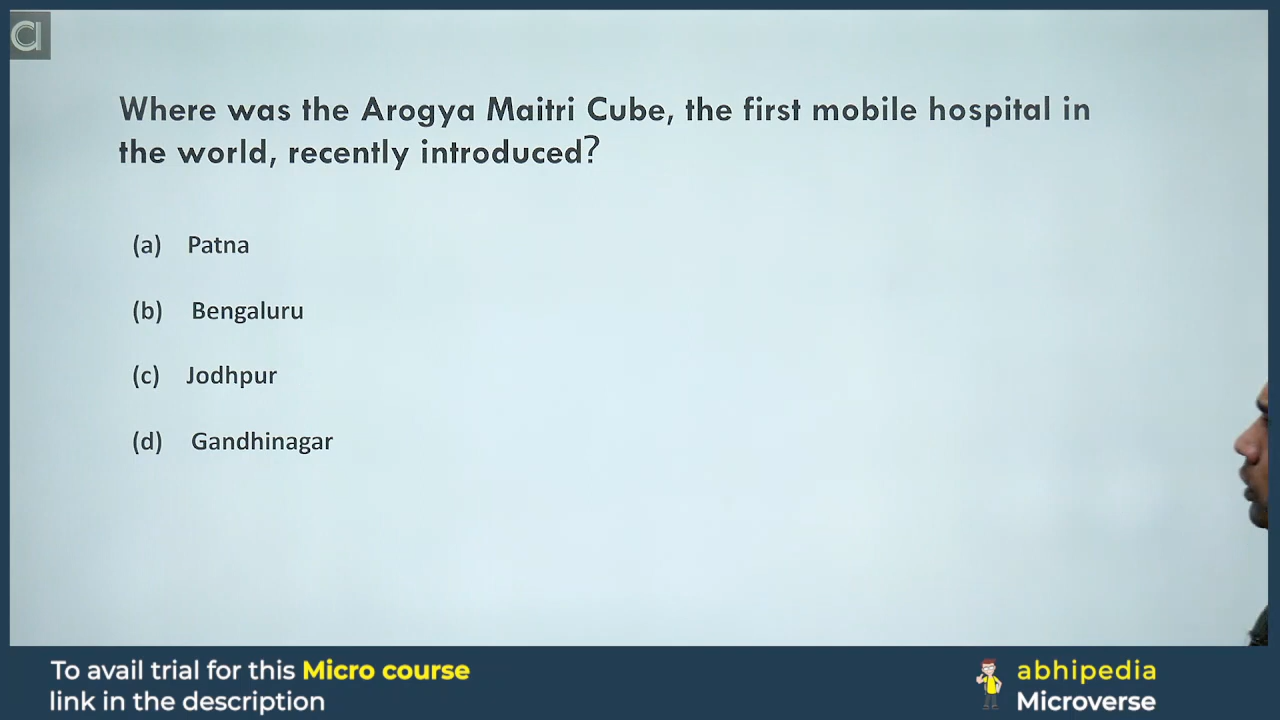 Where was the Arogya Maitri Cube, the first mobile hospital in
the world, recently introduced?
(a) Patna
(b) Bengaluru
(c) Jodhpur
(d) Gandhinagar
To avail trial for this Micro course
link in the description
abhipedia
Microverse